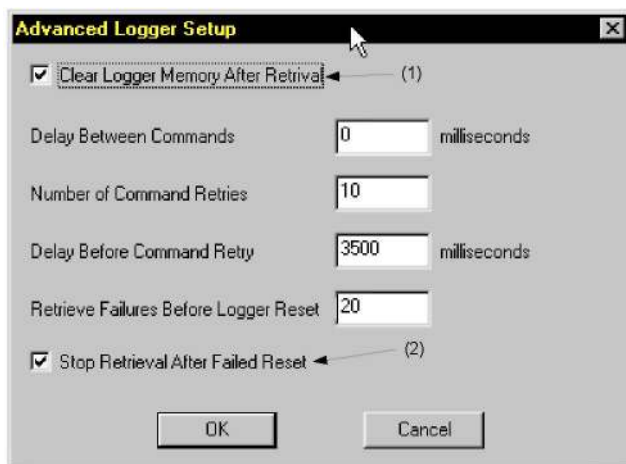 Advanced Logger Setup
Clear Logger Memory After Retrival (1)
Delay Between Commands 0 milliseconds
Number of Command Retries 10
Delay Before Command Retry 3500 milliseconds
Retrieve Failures Before Logger Reset 20
Stop Retrieval After Failed Reset (2)
OK Cancel